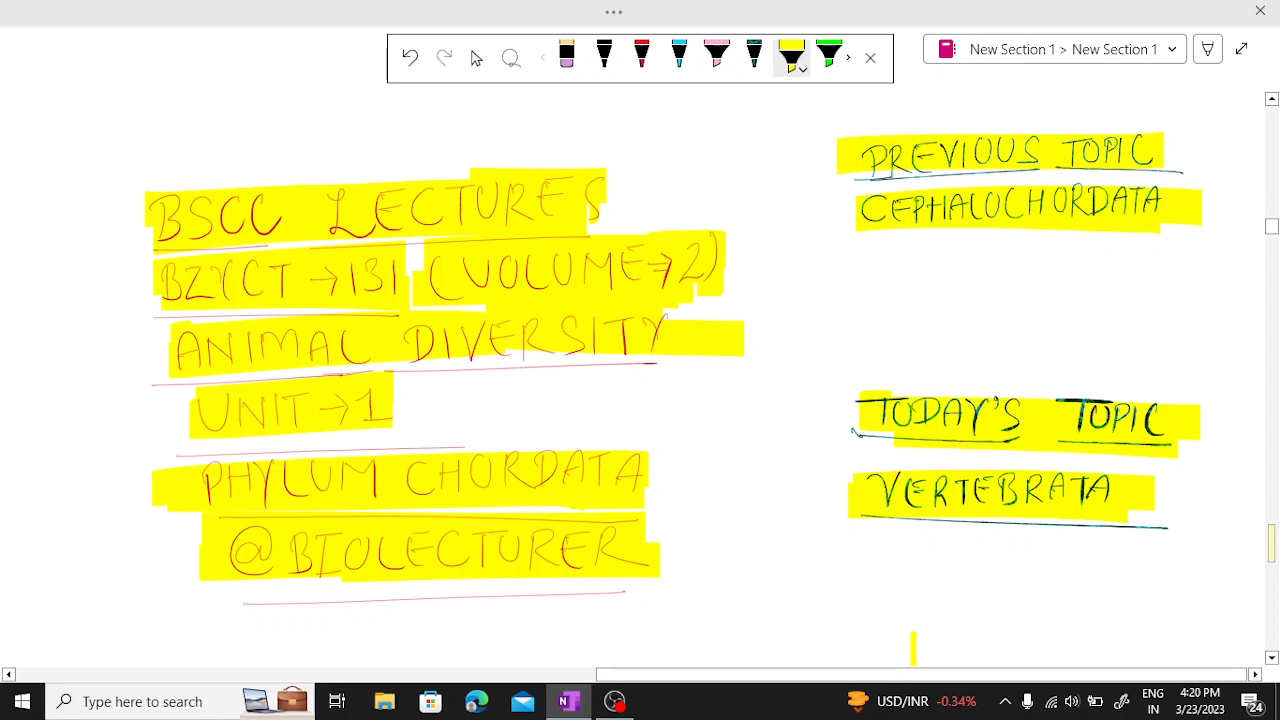 New Section 1 > New Section 1
BSCC LECTURES
BZYCT → 131 (VOLUME → 2)
ANIMAL DIVERSITY
UNIT → 1
PHYLUM CHORDATA
@BIOLECTURER
PREVIOUS TOPIC
CEPHALOCHORDATA
TODAY'S TOPIC
VERTEBRATA
Type here to search
USD/INR -0.34%
ENG
IN
4:20 PM
3/23/2023
24